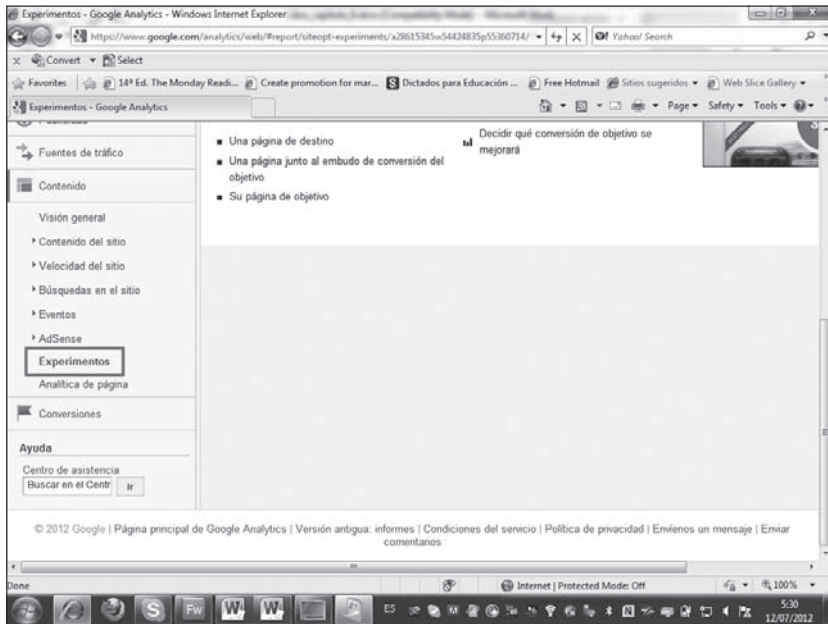 Experimentos - Google Analytics - Windows Internet Explorer
https://www.google.com/analytics/web/#report/siteopt-experiments/a28615345w54424835p55360714/
Yahoo! Search
x Convert Select
Favorites 14ª Ed. The Monday Readi... Create promotion for mar... Dictados para Educación ... Free Hotmail Sitios sugeridos Web Slice Gallery
Experimentos - Google Analytics
Page Safety Tools
Fuentes de tráfico
Contenido
Visión general
Contenido del sitio
Velocidad del sitio
Búsquedas en el sitio
Eventos
AdSense
Experimentos
Analítica de página
Conversiones
Ayuda
Centro de asistencia
Buscar en el Centr Ir
Una página de destino
Una página junto al embudo de conversión del
objetivo
Su página de objetivo
Decidir qué conversión de objetivo se
mejorará
© 2012 Google | Página principal de Google Analytics | Versión antigua: informes | Condiciones del servicio | Política de privacidad | Envíenos un mensaje | Enviar
comentarios
Done Internet | Protected Mode: Off 100%
Fw ES 5:30
12/07/2012